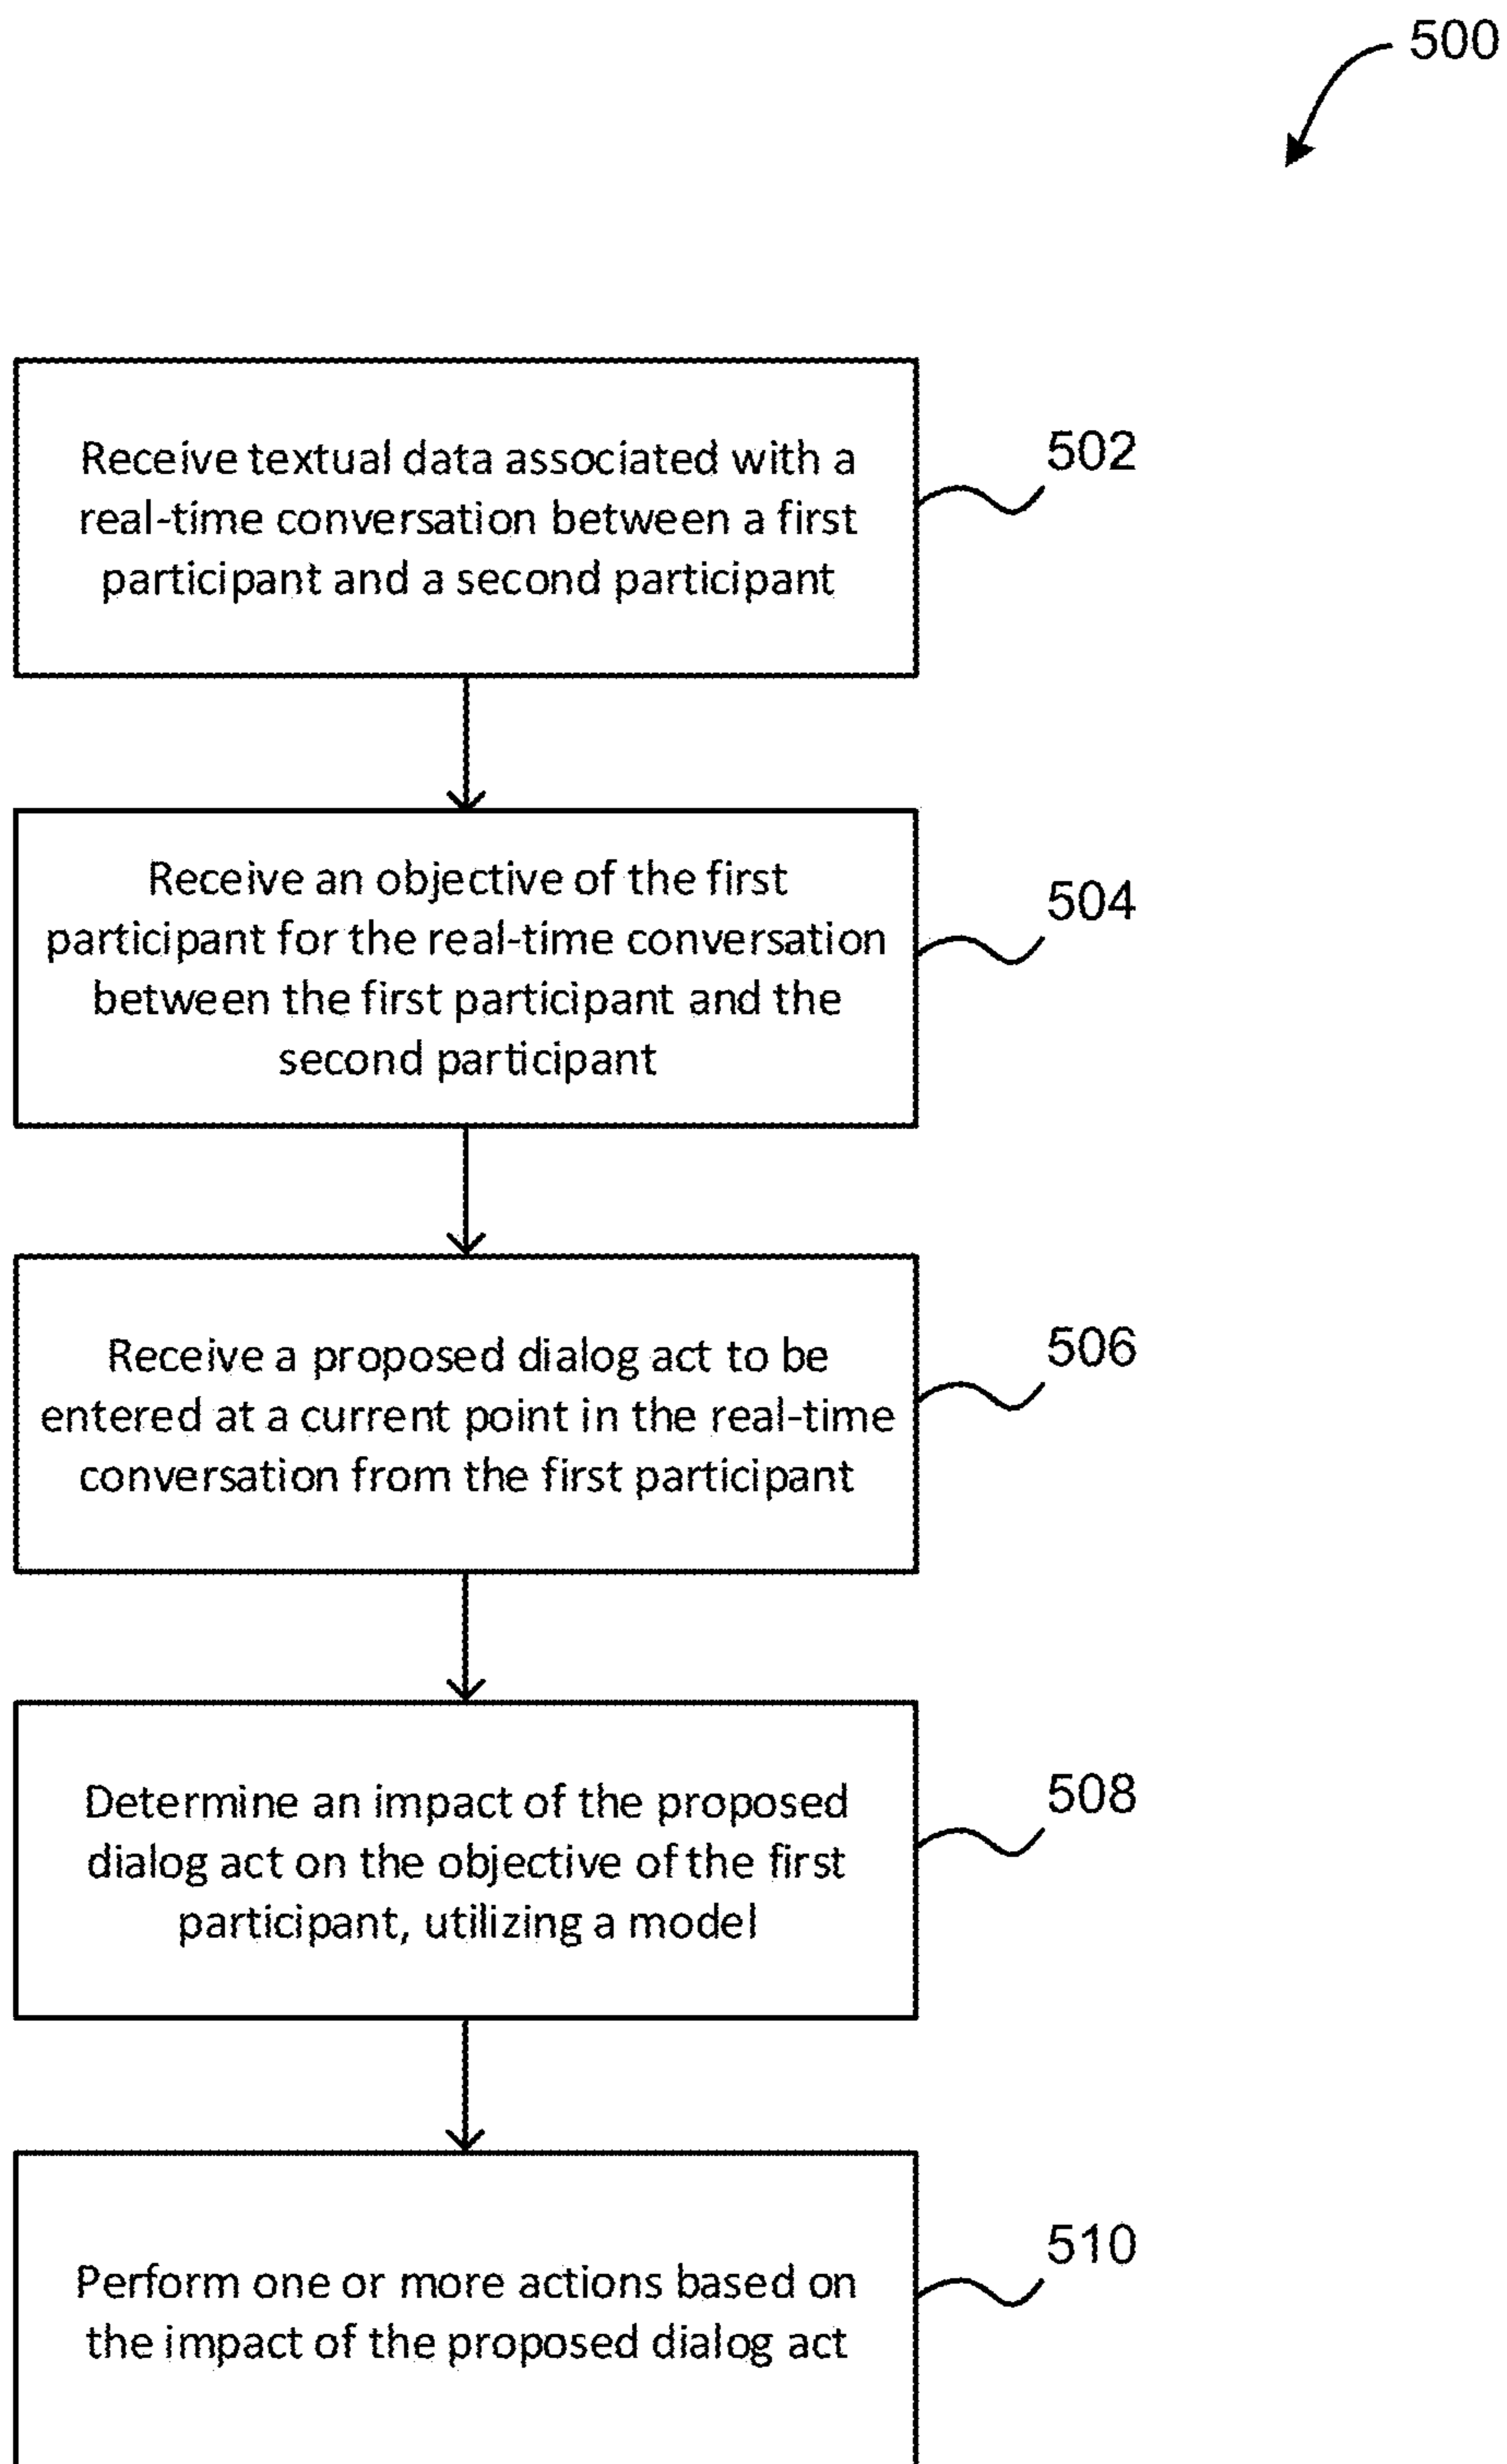 500
Receive textual data associated with a
real-time conversation between a first
participant and a second participant
502
Receive an objective of the first
participant for the real-time conversation
between the first participant and the
second participant
504
Receive a proposed dialog act to be
entered at a current point in the real-time
conversation from the first participant
506
Determine an impact of the proposed
dialog act on the objective of the first
participant, utilizing a model
508
Perform one or more actions based on
the impact of the proposed dialog act
510